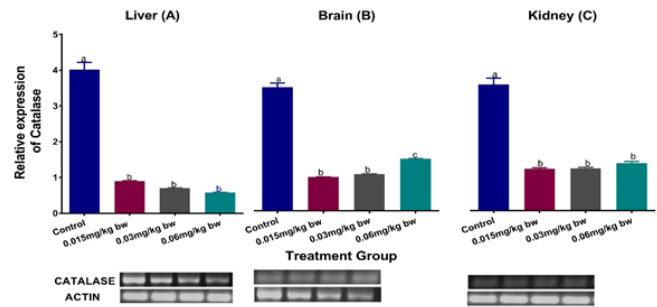 Liver (A) Brain (B) Kidney (C)
Relative expression
of Catalase
5
4
3
2
1
0
a b b b
a b b c
a b b b
Control 0.015mg/kg bw 0.03mg/kg bw 0.06mg/kg bw
Control 0.015mg/kg bw 0.03mg/kg bw 0.06mg/kg bw
Control 0.015mg/kg bw 0.03mg/kg bw 0.06mg/kg bw
Treatment Group
CATALASE
ACTIN